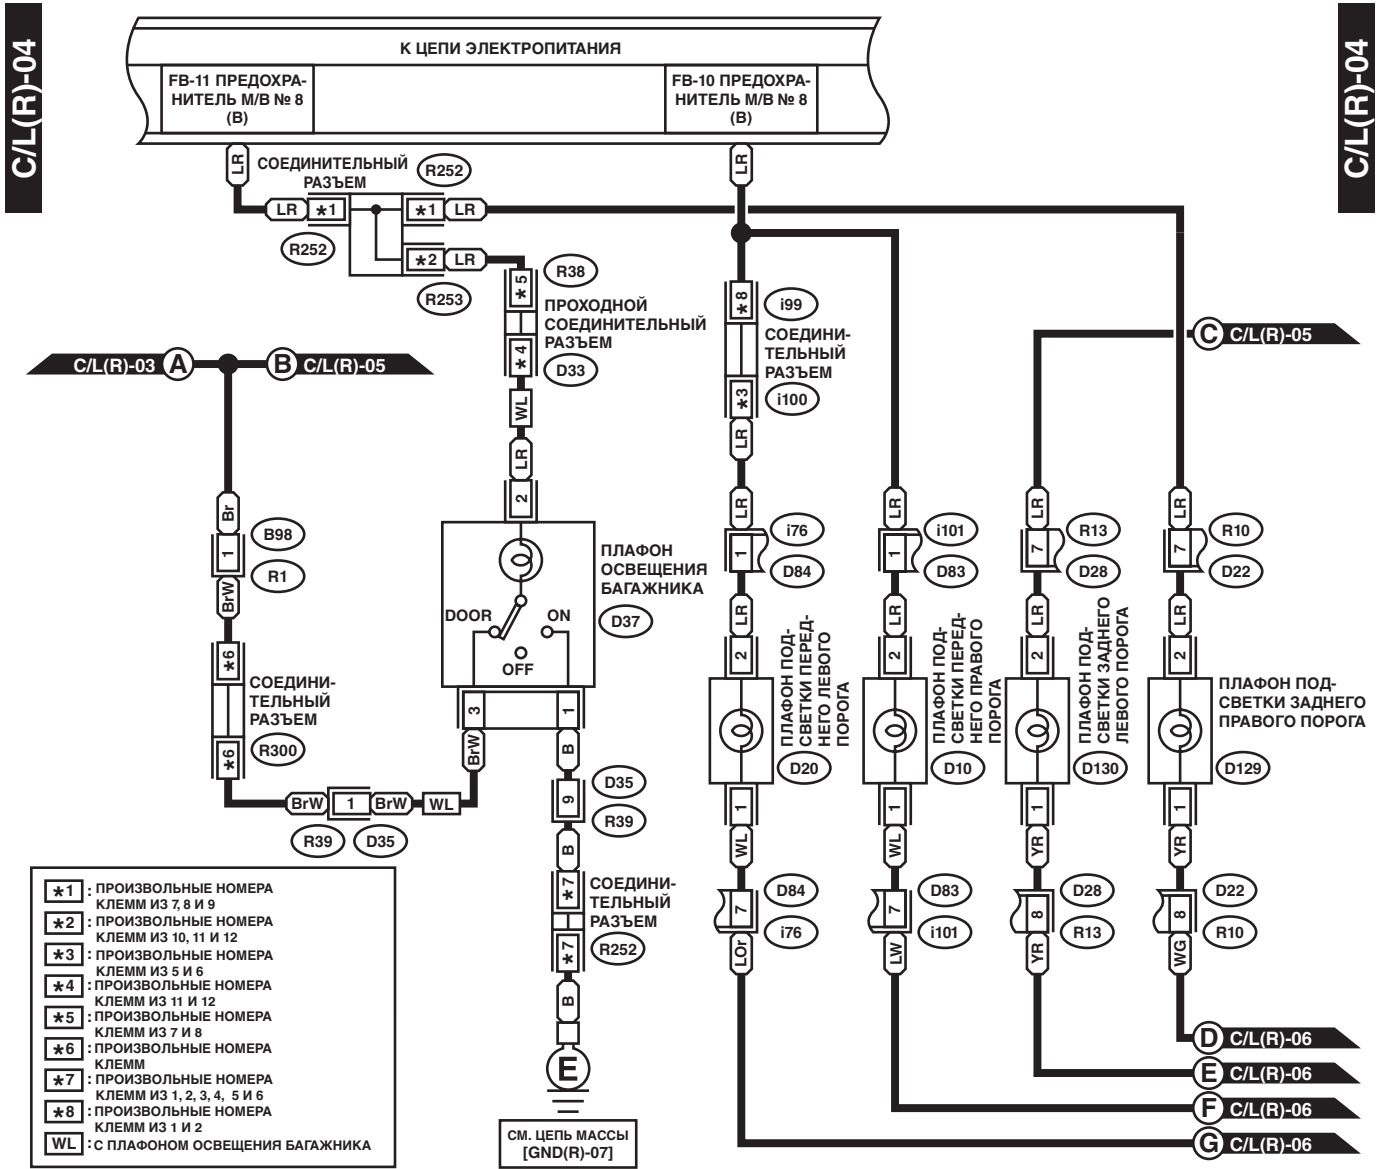 C/L(R)-04
C/L(R)-04
К ЦЕПИ ЭЛЕКТРОПИТАНИЯ
FB-11 ПРЕДОХРА-
НИТЕЛЬ М/В № 8
(B)
FB-10 ПРЕДОХРА-
НИТЕЛЬ М/В № 8
(B)
LR
LR
СОЕДИНИТЕЛЬНЫЙ
РАЗЪЕМ
R252
LR
*1
*1
LR
R252
*2
LR
R253
*5
R38
ПРОХОДНОЙ
СОЕДИНИТЕЛЬНЫЙ
РАЗЪЕМ
*4
D33
WL
LR
2
*8
i99
СОЕДИНИ-
ТЕЛЬНЫЙ
РАЗЪЕМ
*3
i100
LR
C
C/L(R)-05
C/L(R)-03
A
B
C/L(R)-05
Br
1
B98
R1
BrW
*6
СОЕДИНИ-
ТЕЛЬНЫЙ
РАЗЪЕМ
R300
*6
BrW
1
BrW
WL
R39
D35
ПЛАФОН
ОСВЕЩЕНИЯ
БАГАЖНИКА
D37
DOOR
ON
OFF
3
1
BrW
B
9
D35
R39
B
*7
СОЕДИНИ-
ТЕЛЬНЫЙ
РАЗЪЕМ
R252
*7
B
E
СМ. ЦЕПЬ МАССЫ
[GND(R)-07]
LR
LR
LR
LR
1
i76
D84
1
i101
D83
7
R13
D28
7
R10
D22
LR
LR
LR
LR
2
2
2
2
ПЛАФОН ПОД-
СВЕТКИ ПЕРЕД-
НЕГО ЛЕВОГО
ПОРОГА
D20
ПЛАФОН ПОД-
СВЕТКИ ПЕРЕД-
НЕГО ПРАВОГО
ПОРОГА
D10
ПЛАФОН ПОД-
СВЕТКИ ЗАДНЕГО
ЛЕВОГО ПОРОГА
D130
ПЛАФОН ПОД-
СВЕТКИ ЗАДНЕГО
ПРАВОГО ПОРОГА
D129
1
1
1
1
WL
WL
YR
YR
7
D84
i76
7
D83
i101
8
D28
R13
8
D22
R10
LOr
LW
YR
WG
D
C/L(R)-06
E
C/L(R)-06
F
C/L(R)-06
G
C/L(R)-06
*1 : ПРОИЗВОЛЬНЫЕ НОМЕРА
КЛЕММ ИЗ 7, 8 И 9
*2 : ПРОИЗВОЛЬНЫЕ НОМЕРА
КЛЕММ ИЗ 10, 11 И 12
*3 : ПРОИЗВОЛЬНЫЕ НОМЕРА
КЛЕММ ИЗ 5 И 6
*4 : ПРОИЗВОЛЬНЫЕ НОМЕРА
КЛЕММ ИЗ 11 И 12
*5 : ПРОИЗВОЛЬНЫЕ НОМЕРА
КЛЕММ ИЗ 7 И 8
*6 : ПРОИЗВОЛЬНЫЕ НОМЕРА
КЛЕММ
*7 : ПРОИЗВОЛЬНЫЕ НОМЕРА
КЛЕММ ИЗ 1, 2, 3, 4, 5 И 6
*8 : ПРОИЗВОЛЬНЫЕ НОМЕРА
КЛЕММ ИЗ 1 И 2
WL : С ПЛАФОНОМ ОСВЕЩЕНИЯ БАГАЖНИКА